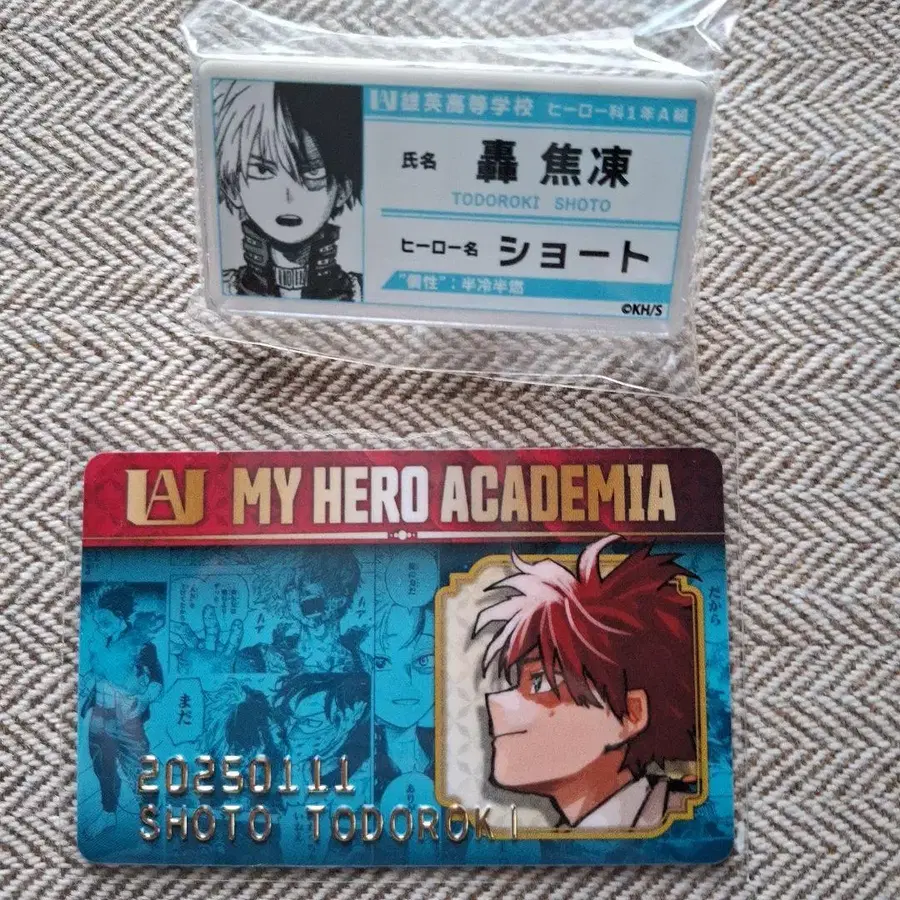 UA 雄英高等学校 ヒーロー科1年A組
氏名 轟 焦凍
TODOROKI SHOTO
ヒーロー名 ショート
"個性"：半冷半燃
©KH/S
UA MY HERO ACADEMIA
だから
まだ
20250111
SHOTO TODOROKI